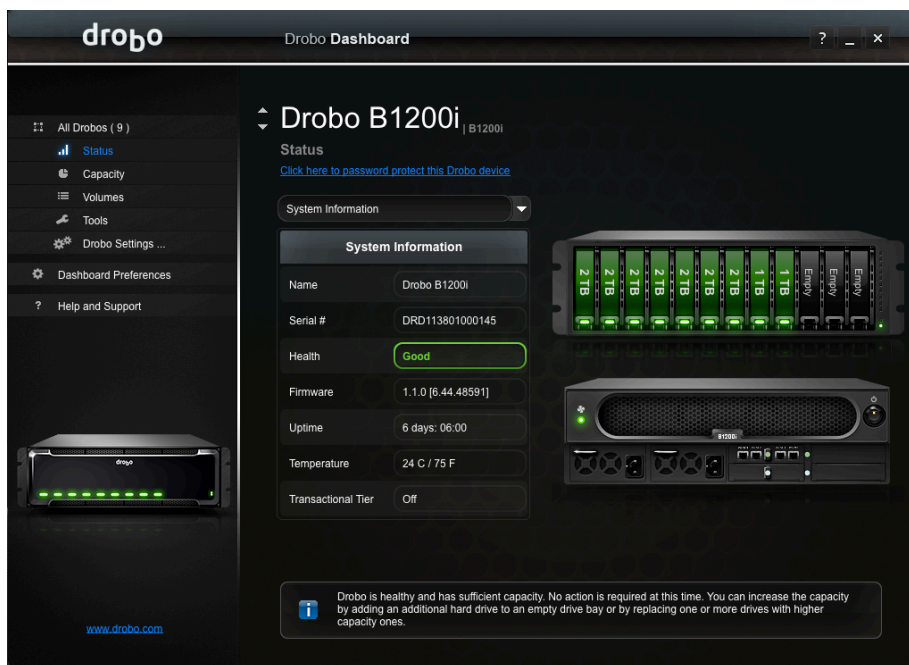 drobo
Drobo Dashboard
? _ ×
All Drobos ( 9 )
Status
Capacity
Volumes
Tools
Drobo Settings ...
Dashboard Preferences
? Help and Support
drobo
www.drobo.com
Drobo B1200i | B1200i
Status
Click here to password protect this Drobo device
System Information
System Information
Name Drobo B1200i
Serial # DRD113801000145
Health Good
Firmware 1.1.0 [6.44.48591]
Uptime 6 days: 06:00
Temperature 24 C / 75 F
Transactional Tier Off
2 TB
2 TB
2 TB
2 TB
2 TB
2 TB
2 TB
1 TB
1 TB
Empty
Empty
Empty
B1200i
Drobo is healthy and has sufficient capacity. No action is required at this time. You can increase the capacity
by adding an additional hard drive to an empty drive bay or by replacing one or more drives with higher
capacity ones.